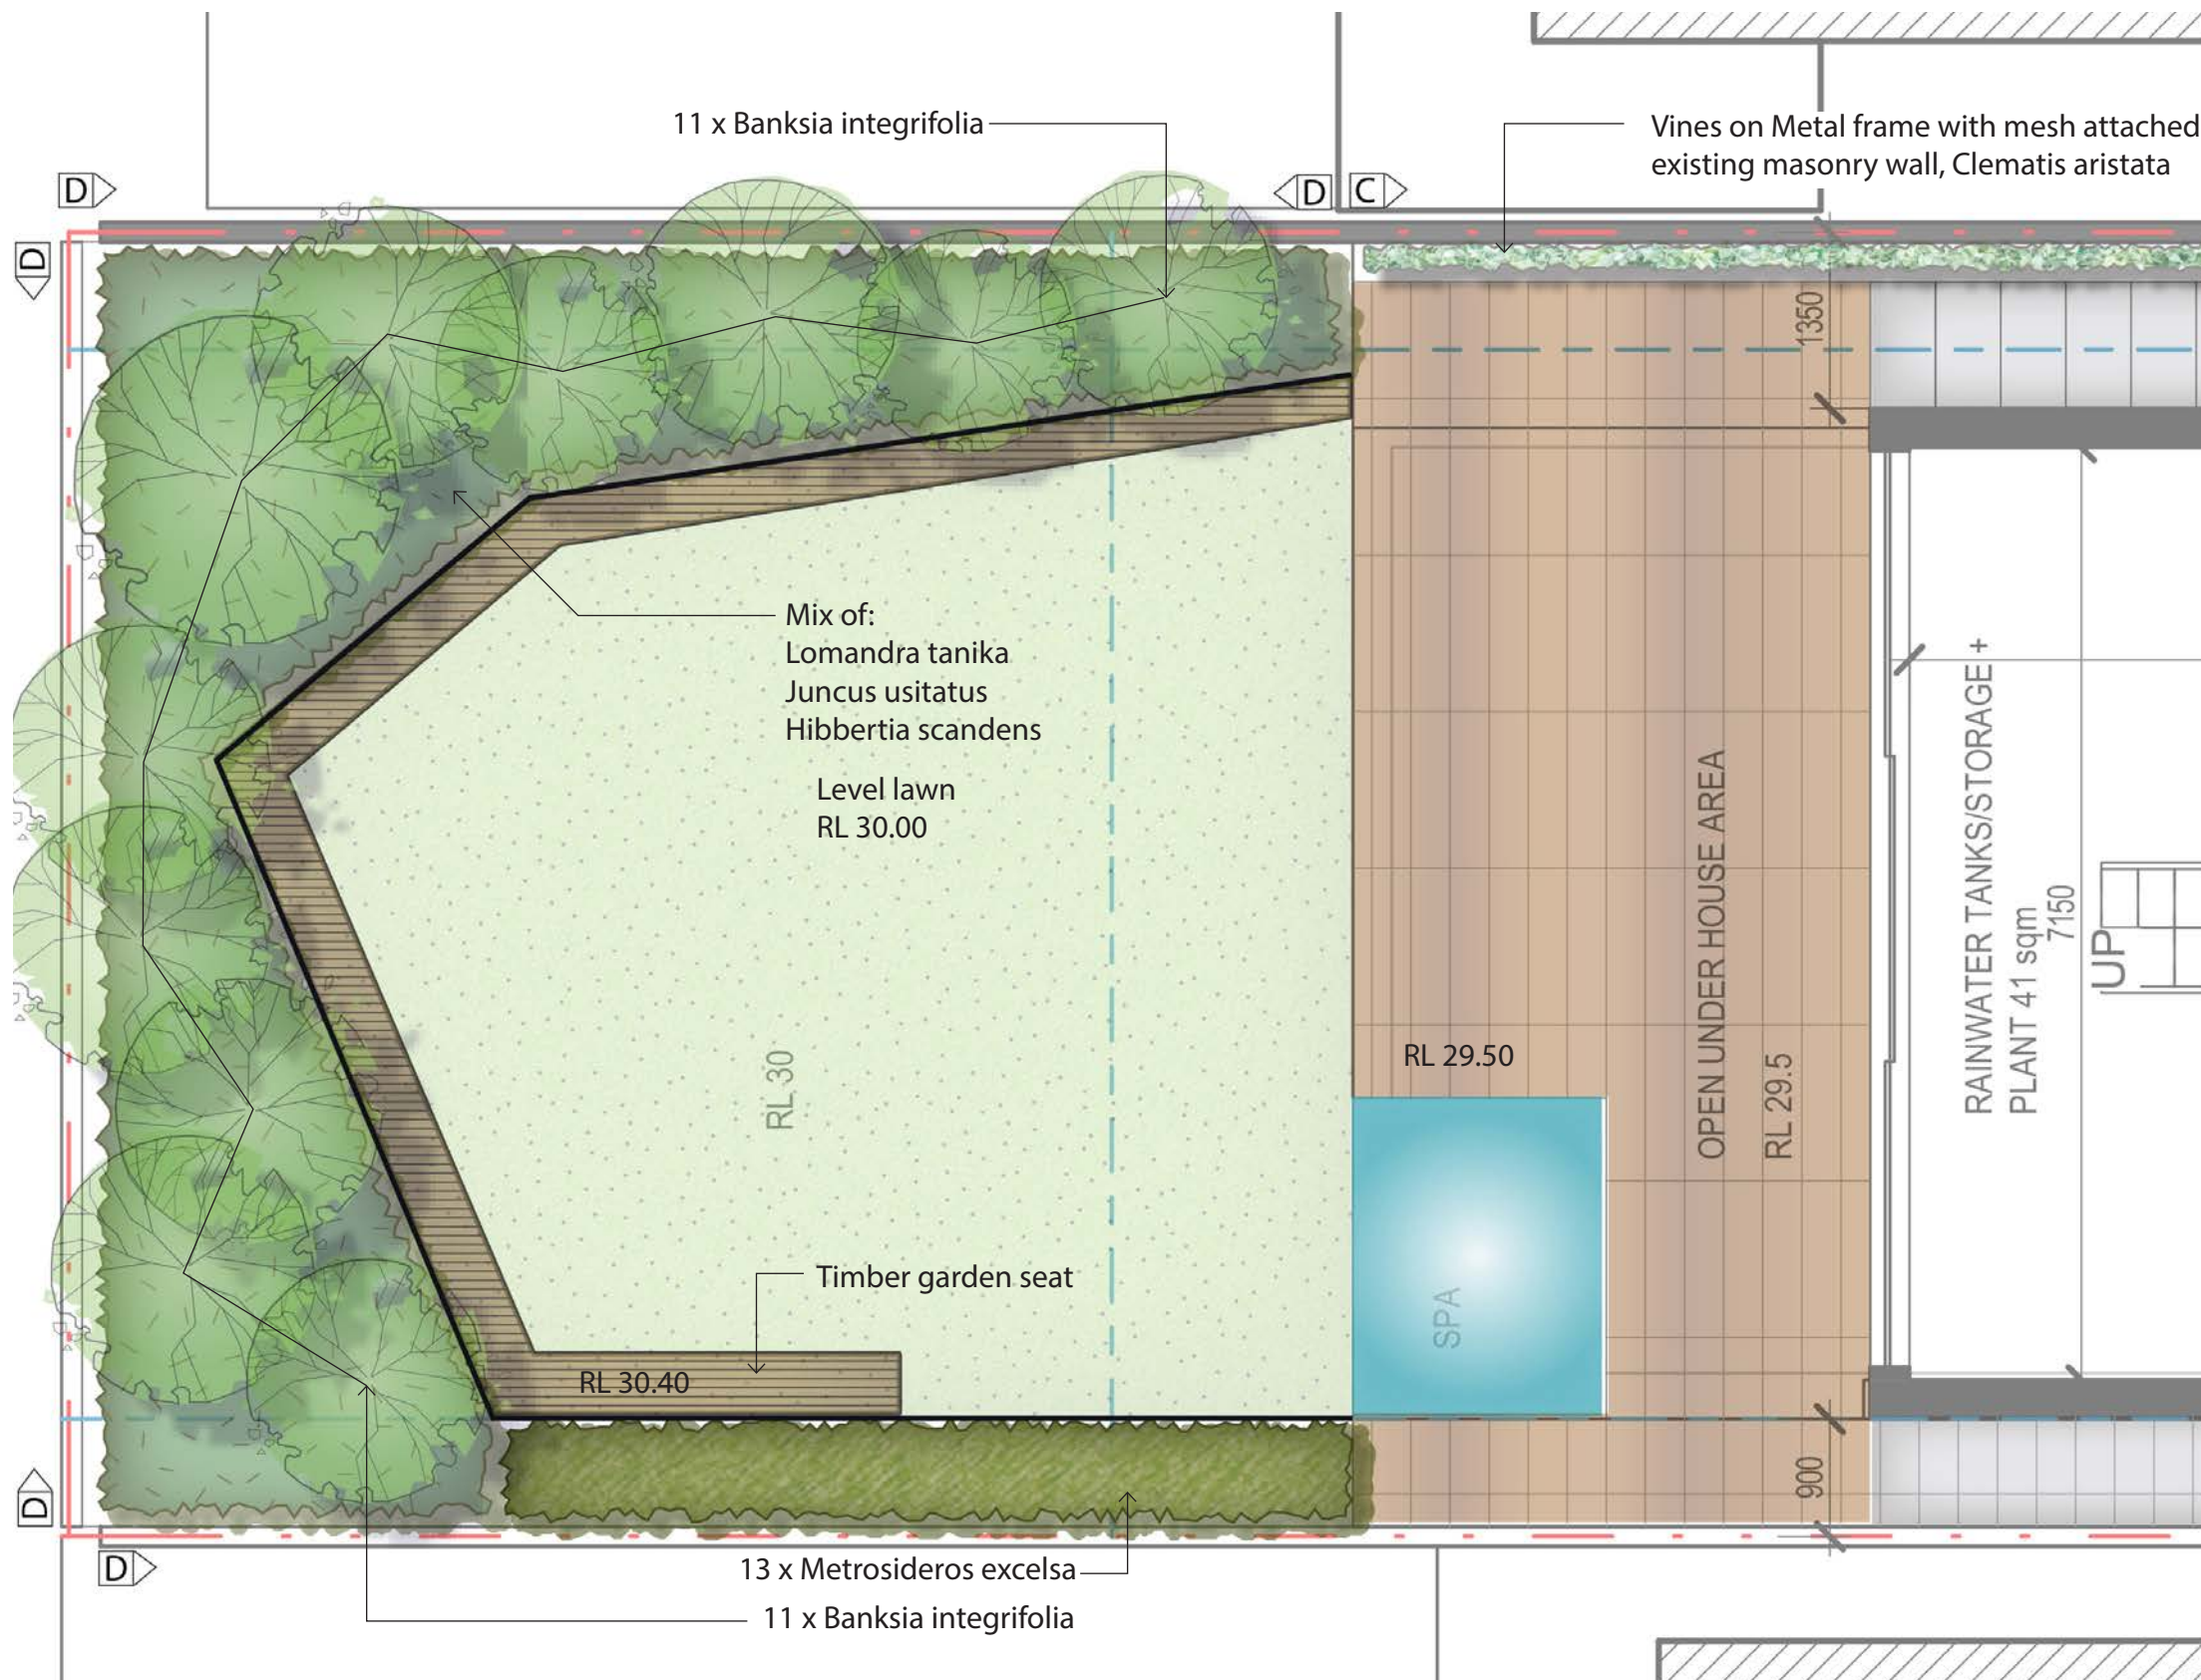 11 x Banksia integrifolia
Vines on Metal frame with mesh attached
existing masonry wall, Clematis aristata
D
D
C
D
1350
Mix of:
Lomandra tanika
Juncus usitatus
Hibbertia scandens
Level lawn
RL 30.00
RL 30
RL 29.50
OPEN UNDER HOUSE AREA
RL 29.5
RAINWATER TANKS/STORAGE +
PLANT 41 sqm
7150
UP
SPA
Timber garden seat
RL 30.40
900
D
D
13 x Metrosideros excelsa
11 x Banksia integrifolia